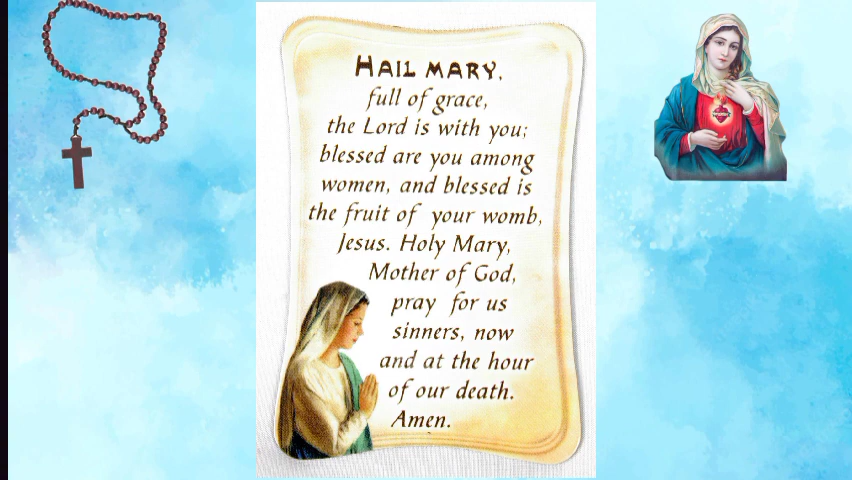 HAIL MARY,
full of grace,
the Lord is with you;
blessed are you among
women, and blessed is
the fruit of your womb,
Jesus. Holy Mary,
Mother of God,
pray for us
sinners, now
and at the hour
of our death.
Amen.